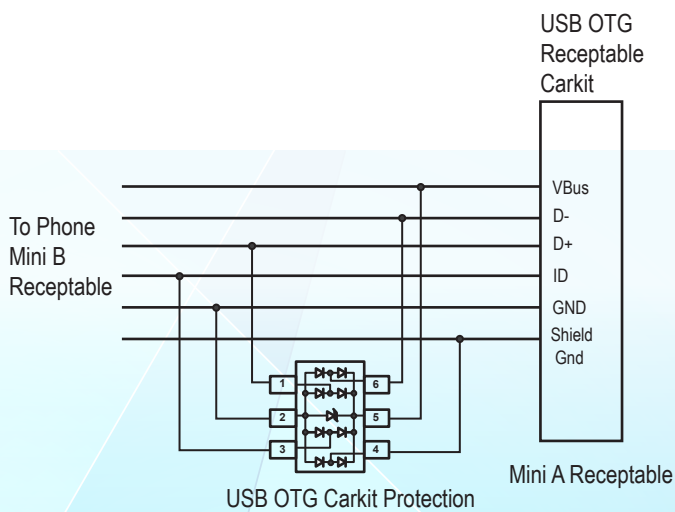 USB OTG
Receptable
Carkit
VBus
D-
D+
ID
GND
Shield
Gnd
To Phone
Mini B
Receptable
1
6
2
5
3
4
Mini A Receptable
USB OTG Carkit Protection